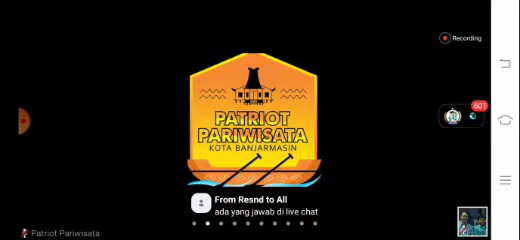 Recording
601
PATRIOT
PARIWISATA
KOTA BANJARMASIN
From Resnd to All
ada yang jawab di live chat
Patriot Pariwisata